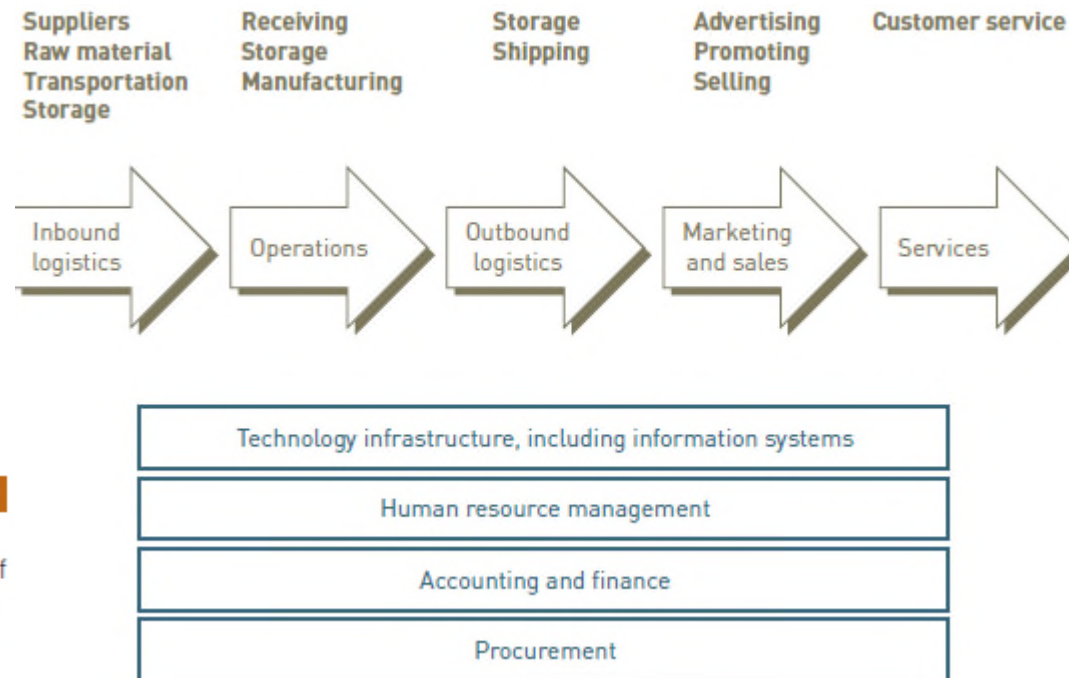 Suppliers
Raw material
Transportation
Storage
Receiving
Storage
Manufacturing
Storage
Shipping
Advertising
Promoting
Selling
Customer service
Inbound
logistics
Operations
Outbound
logistics
Marketing
and sales
Services
Technology infrastructure, including information systems
Human resource management
f
Accounting and finance
Procurement